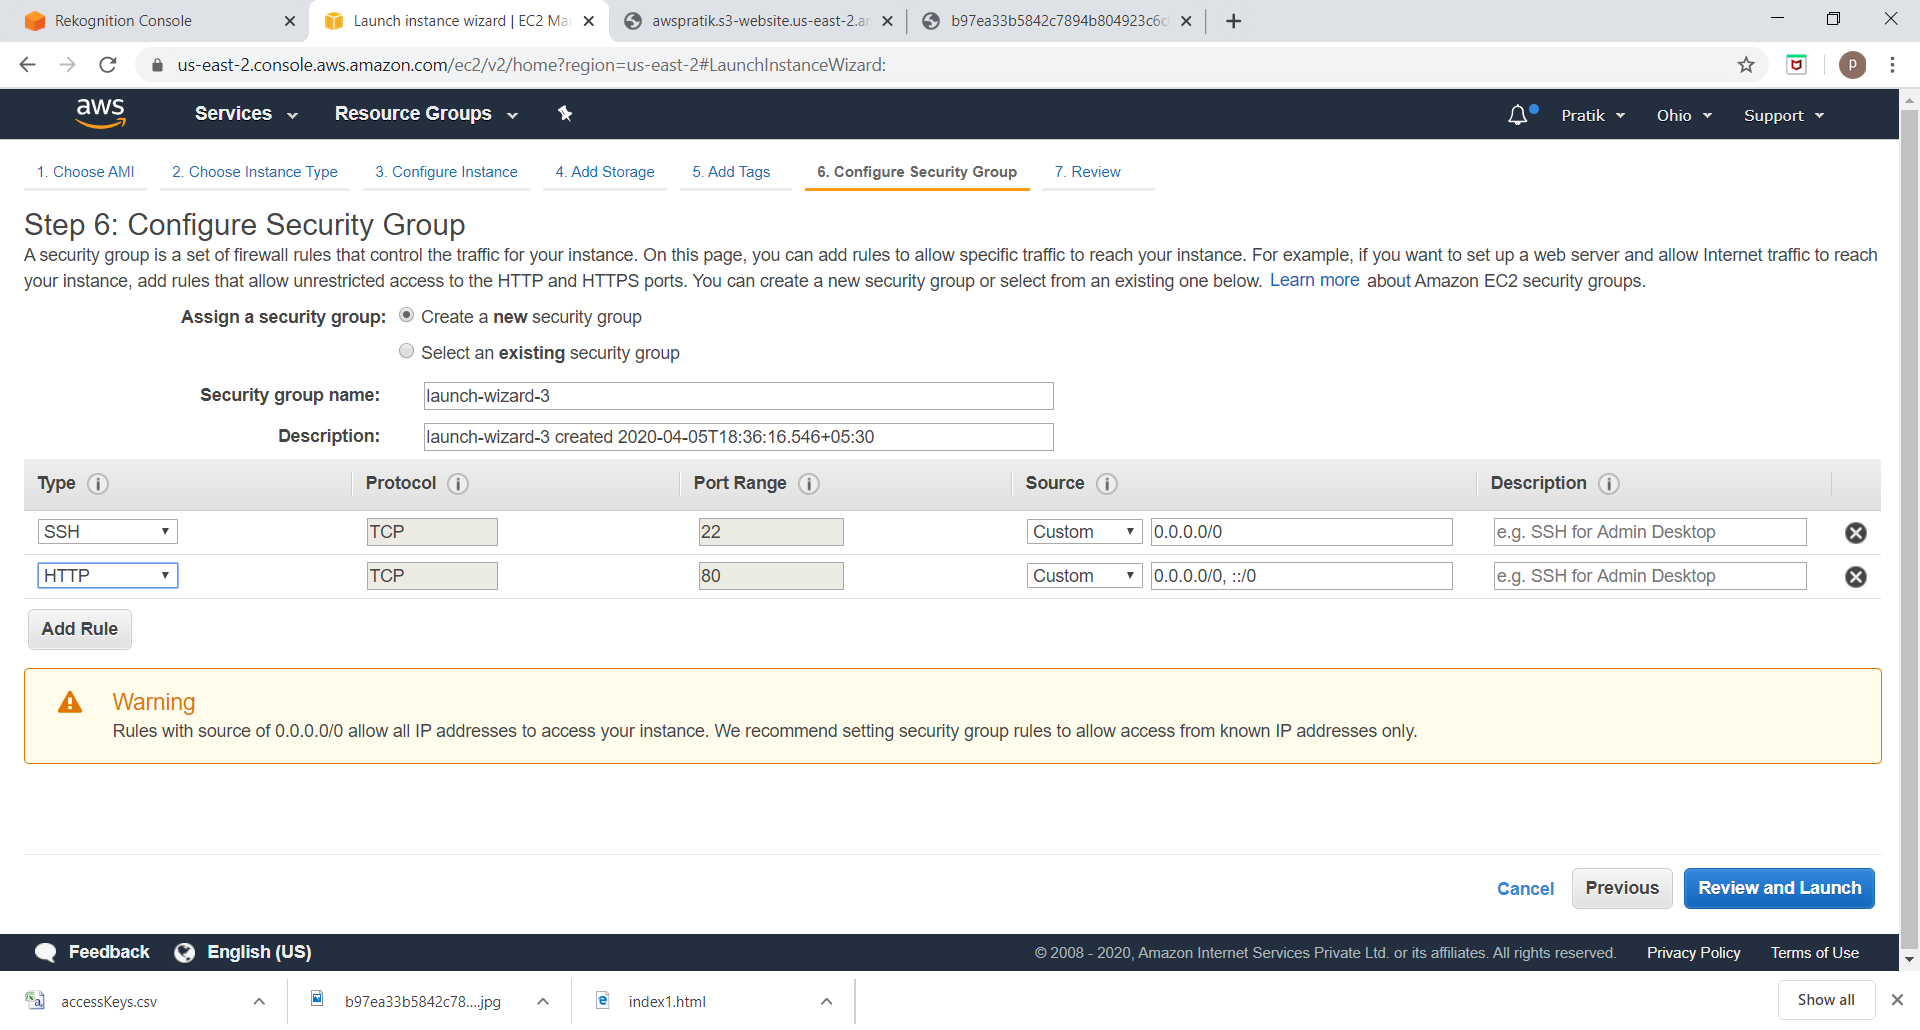 Rekognition Console
Launch instance wizard | EC2 Ma
awspratik.s3-website.us-east-2.a
b97ea33b5842c7894b804923c6c
us-east-2.console.aws.amazon.com/ec2/v2/home?region=us-east-2#LaunchInstanceWizard:
p
aws
Services
Resource Groups
Pratik
Ohio
Support
1. Choose AMI
2. Choose Instance Type
3. Configure Instance
4. Add Storage
5. Add Tags
6. Configure Security Group
7. Review
Step 6: Configure Security Group
A security group is a set of firewall rules that control the traffic for your instance. On this page, you can add rules to allow specific traffic to reach your instance. For example, if you want to set up a web server and allow Internet traffic to reach
your instance, add rules that allow unrestricted access to the HTTP and HTTPS ports. You can create a new security group or select from an existing one below. Learn more about Amazon EC2 security groups.
Assign a security group: Create a new security group
Select an existing security group
Security group name: launch-wizard-3
Description: launch-wizard-3 created 2020-04-05T18:36:16.546+05:30
Type Protocol Port Range Source Description
SSH TCP 22 Custom 0.0.0.0/0 e.g. SSH for Admin Desktop
HTTP TCP 80 Custom 0.0.0.0/0, ::/0 e.g. SSH for Admin Desktop
Add Rule
Warning
Rules with source of 0.0.0.0/0 allow all IP addresses to access your instance. We recommend setting security group rules to allow access from known IP addresses only.
Cancel Previous Review and Launch
Feedback English (US)
© 2008 - 2020, Amazon Internet Services Private Ltd. or its affiliates. All rights reserved. Privacy Policy Terms of Use
accessKeys.csv
b97ea33b5842c78....jpg
index1.html
Show all